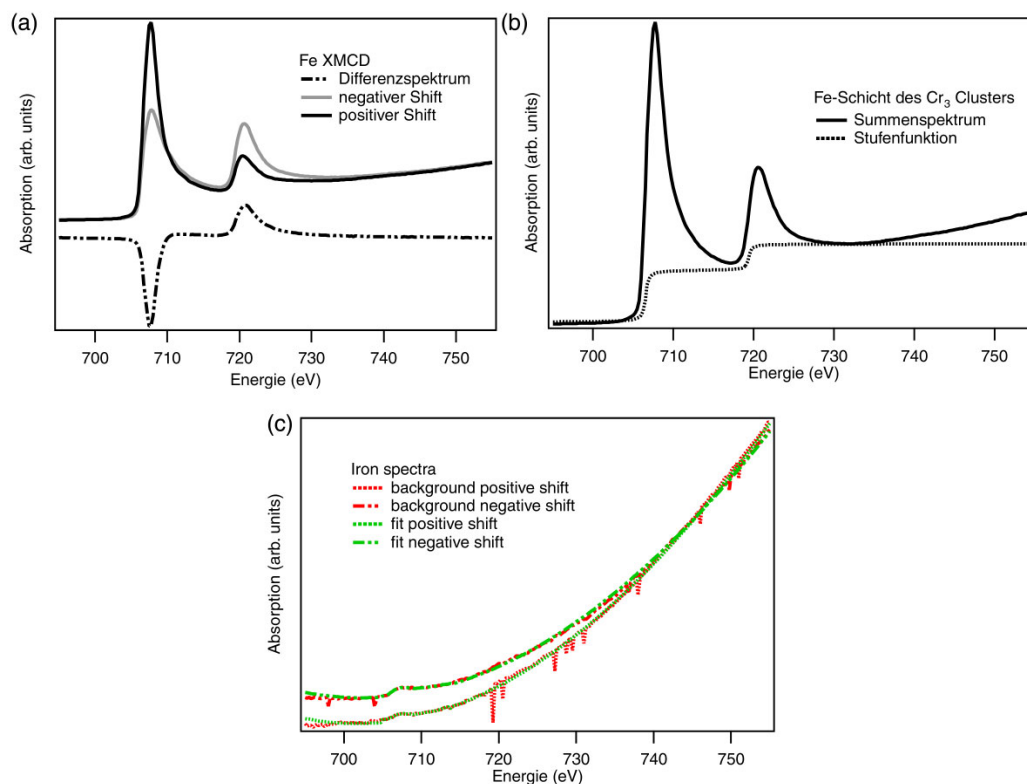 (a)
Absorption (arb. units)
Fe XMCD
Differenzspektrum
negativer Shift
positiver Shift
700 710 720 730 740 750
Energie (eV)
(b)
Absorption (arb. units)
Fe-Schicht des Cr3 Clusters
Summenspektrum
Stufenfunktion
700 710 720 730 740 750
Energie (eV)
(c)
Absorption (arb. units)
Iron spectra
background positive shift
background negative shift
fit positive shift
fit negative shift
700 710 720 730 740 750
Energie (eV)